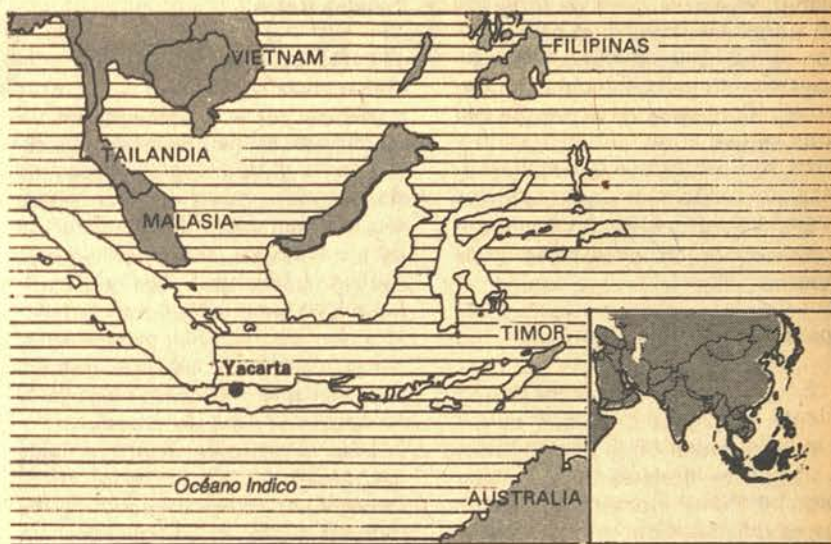 VIETNAM
FILIPINAS
TAILANDIA
MALASIA
TIMOR
Yacarta
Océano Indico
AUSTRALIA